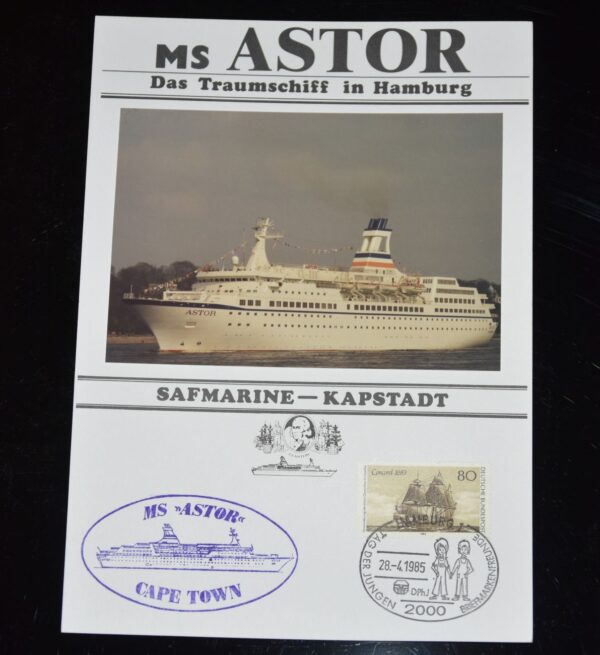 MS ASTOR
Das Traumschiff in Hamburg
ASTOR
SAFMARINE — KAPSTADT
Concord 1683
80
DEUTSCHE BUNDESPOST
MS »ASTOR«
CAPE TOWN
HAMBURG 1
TAG DER JUNGEN BRIEFMARKENFREUNDE
28.-4.1985
DPhJ
2000